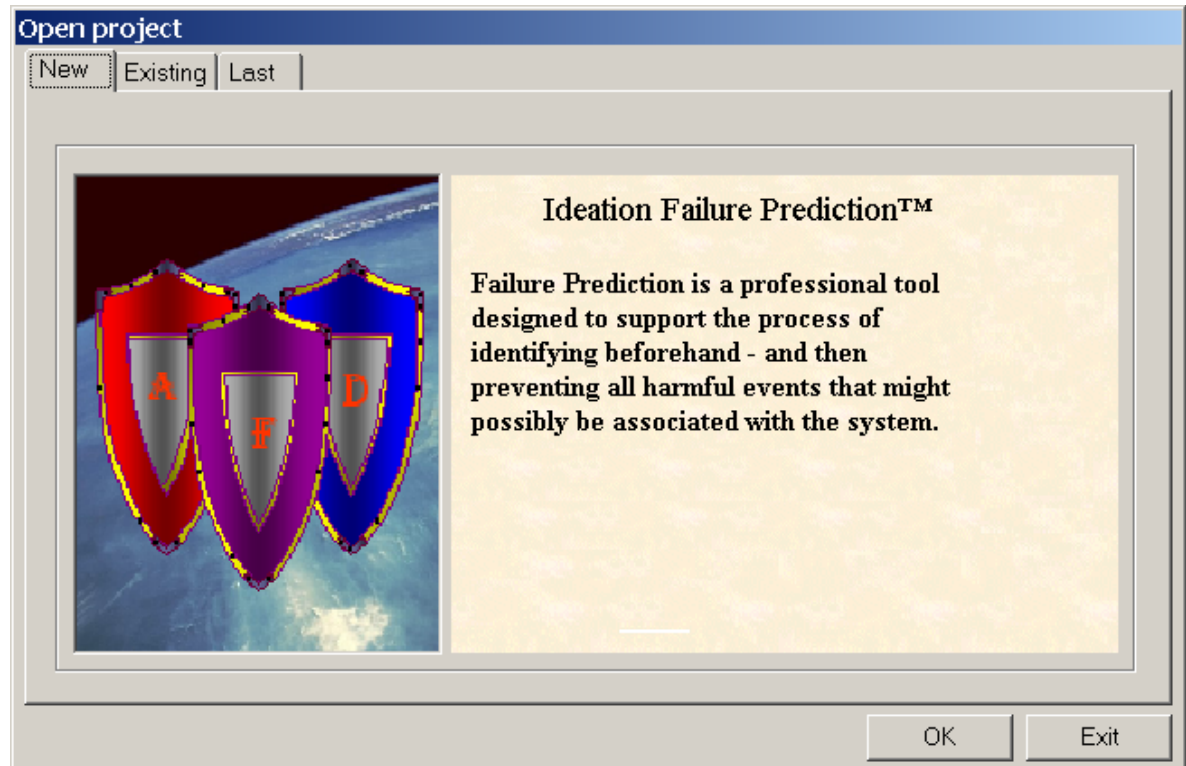 Open project
New Existing Last
Ideation Failure Prediction™
Failure Prediction is a professional tool
designed to support the process of
identifying beforehand - and then
preventing all harmful events that might
possibly be associated with the system.
A F D
OK Exit